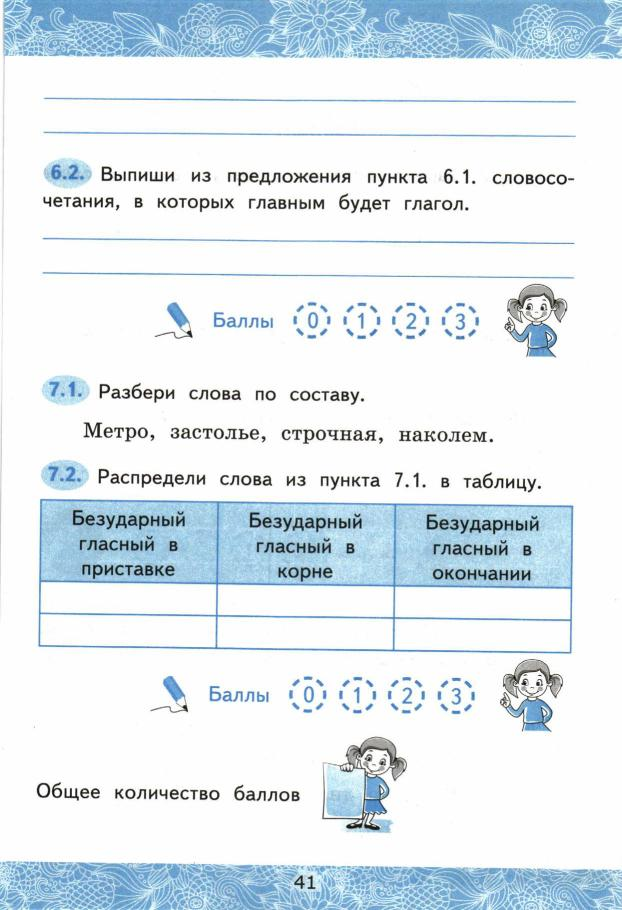 6.2. Выпиши из предложения пункта 6.1. словосо-
четания, в которых главным будет глагол.
Баллы 0 1 2 3
7.1. Разбери слова по составу.
Метро, застолье, строчная, наколем.
7.2. Распредели слова из пункта 7.1. в таблицу.
Безударный гласный в приставке
Безударный гласный в корне
Безударный гласный в окончании
Баллы 0 1 2 3
Общее количество баллов
41